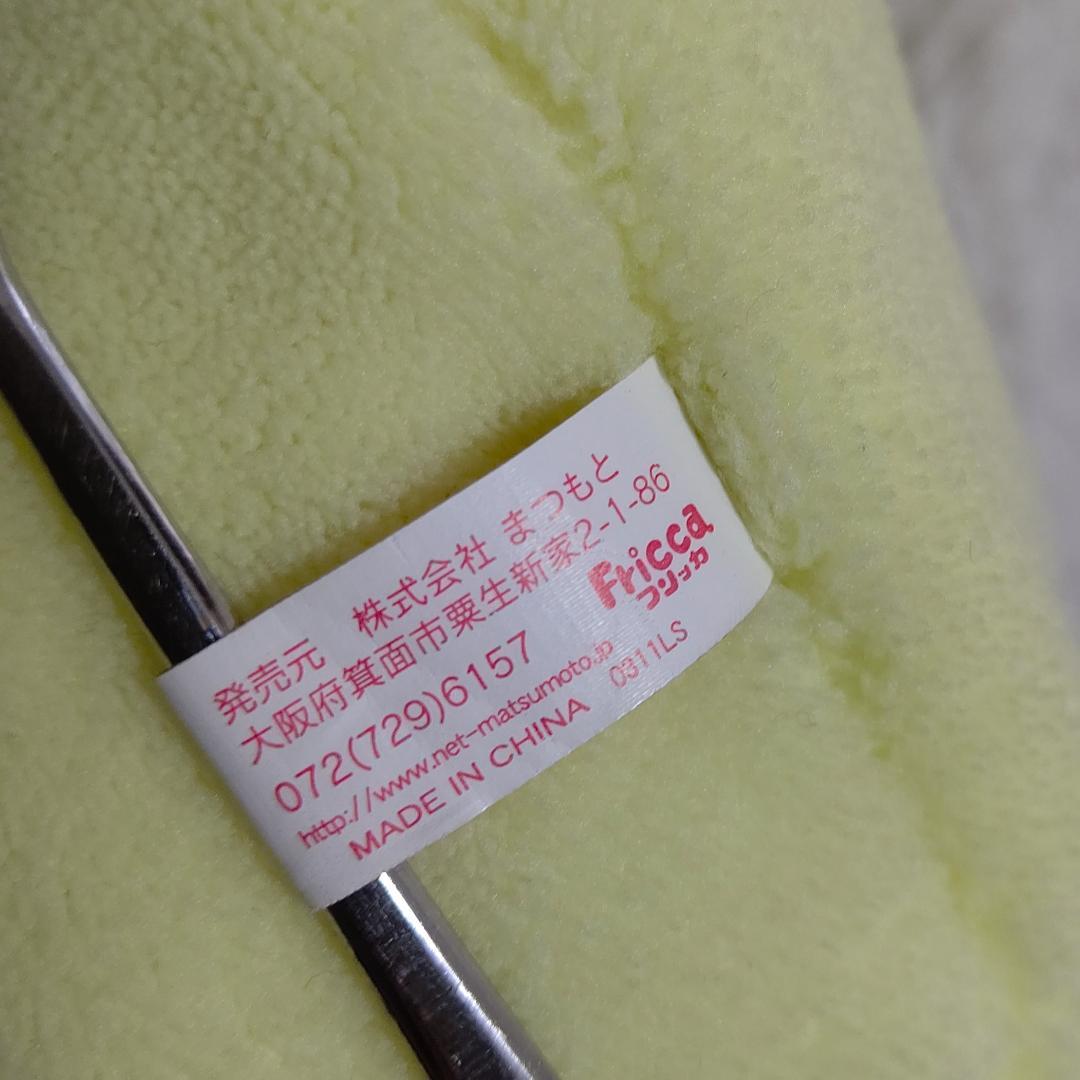 発売元 株式会社 まつもと
大阪府箕面市粟生新家2-1-86
072(729)6157
Fricca
フリッカ
http://www.net-matsumoto.jp
0311LS
MADE IN CHINA